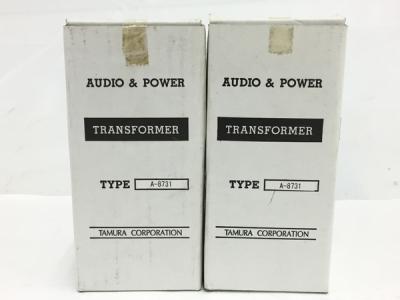 AUDIO & POWER
TRANSFORMER
TYPE A-8731
TAMURA CORPORATION
AUDIO & POWER
TRANSFORMER
TYPE A-8731
TAMURA CORPORATION